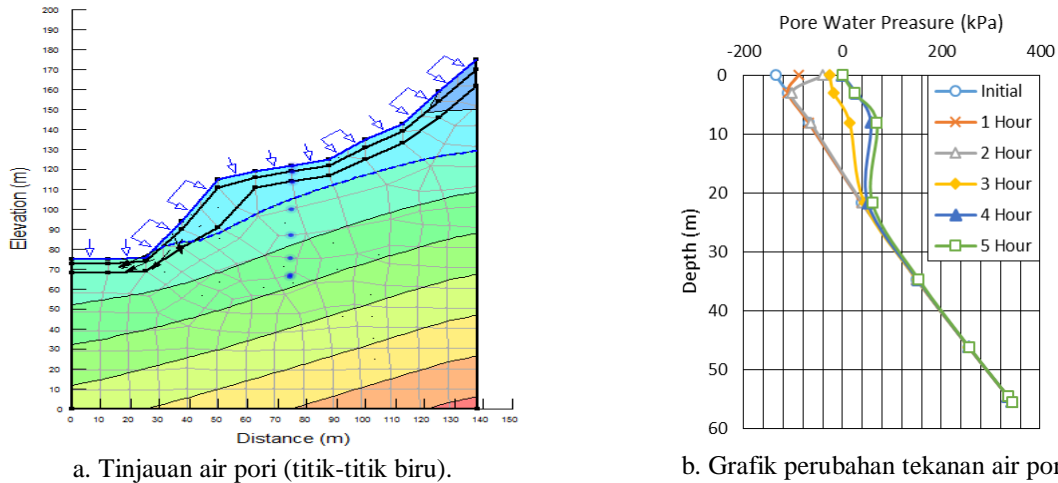 200
190
180
170
160
150
140
130
120
110
100
90
80
70
60
50
40
30
20
10
0
Elevation (m)
0 10 20 30 40 50 60 70 80 90 100 110 120 130 140 150
Distance (m)
a. Tinjauan air pori (titik-titik biru).
Pore Water Preasure (kPa)
-200 0 200 400
0
10
20
30
40
50
60
Depth (m)
Initial
1 Hour
2 Hour
3 Hour
4 Hour
5 Hour
b. Grafik perubahan tekanan air por